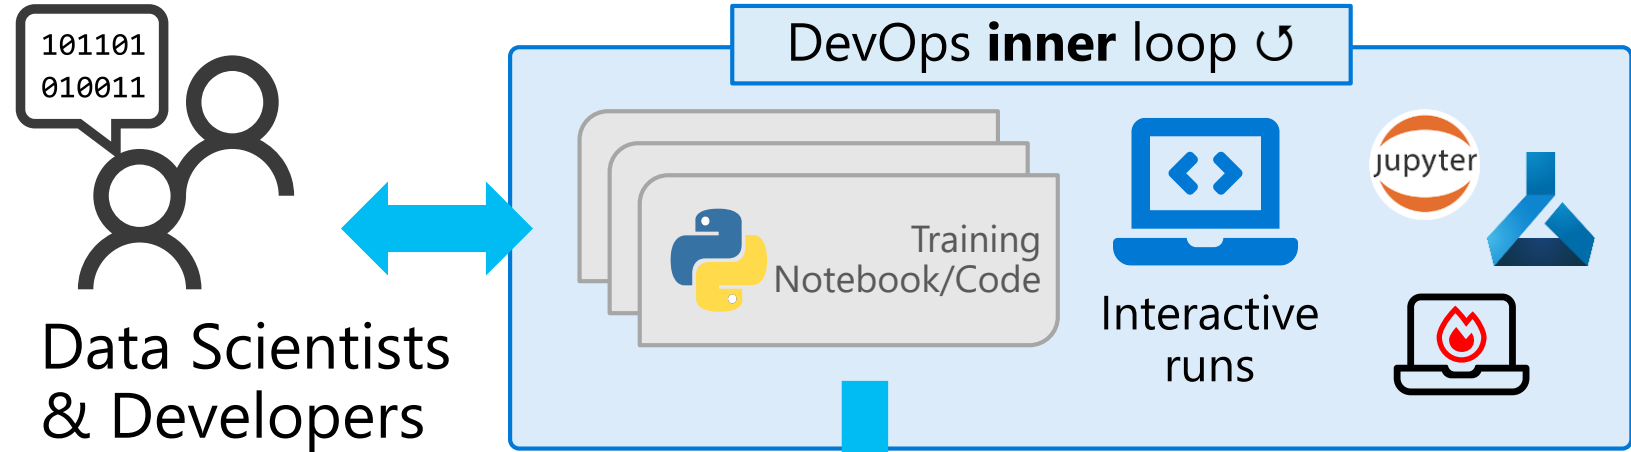 101101
010011
DevOps inner loop ↺
Training
Notebook/Code
jupyter
Interactive
runs
Data Scientists
& Developers